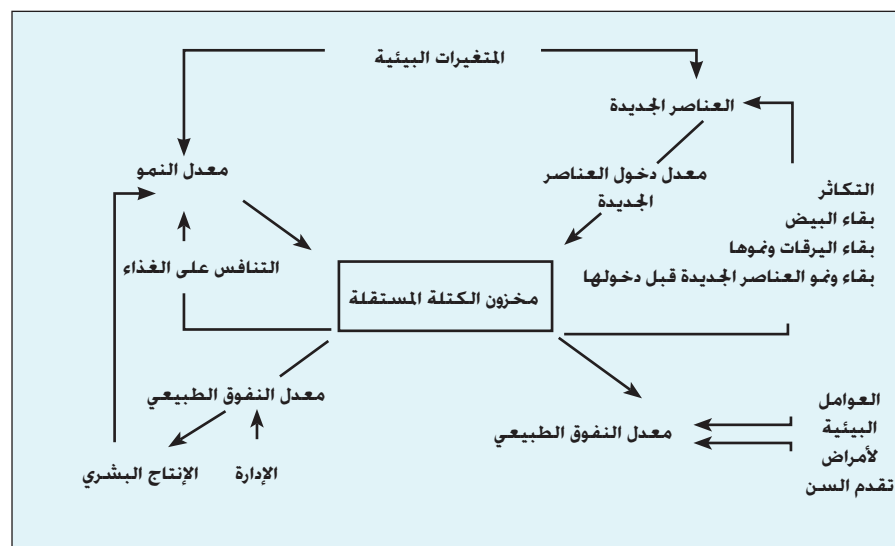 المتغيرات البيئية
العناصر الجديدة
معدل النمو
معدل دخول العناصر
الجديدة
التكاثر
بقاء البيض
بقاء اليرقات ونموها
بقاء ونمو العناصر الجديدة قبل دخولها
التنافس على الغذاء
مخزون الكتلة المستقلة
معدل النفوق الطبيعي
الإدارة
الإنتاج البشري
معدل النفوق الطبيعي
العوامل
البيئية
لأمراض
تقدم السن